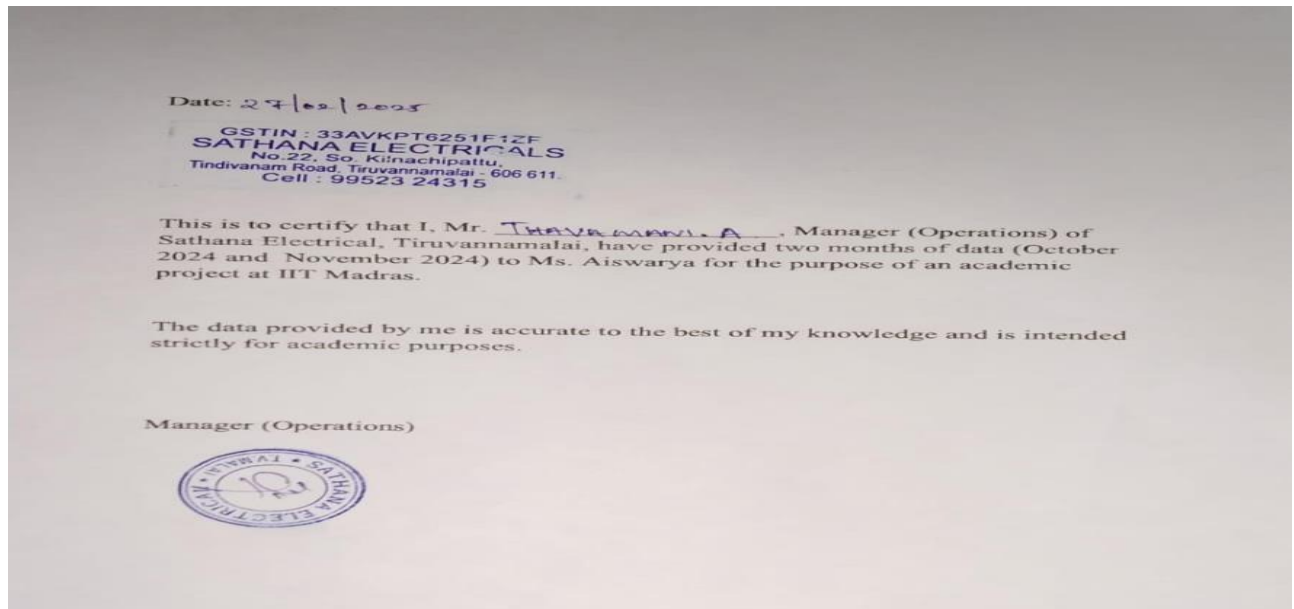 Date: 27/02/2025
GSTIN : 33AVKPT6251F1ZF
SATHANA ELECTRICALS
No.22, So. Kilnachipattu,
Tindivanam Road, Tiruvannamalai - 606 611.
Cell : 99523 24315
This is to certify that I, Mr. THAVAMANI. A , Manager (Operations) of
Sathana Electrical, Tiruvannamalai, have provided two months of data (October
2024 and November 2024) to Ms. Aiswarya for the purpose of an academic
project at IIT Madras.
The data provided by me is accurate to the best of my knowledge and is intended
strictly for academic purposes.
Manager (Operations)
SATHANA ELECTRICAL * TV.MALAI *